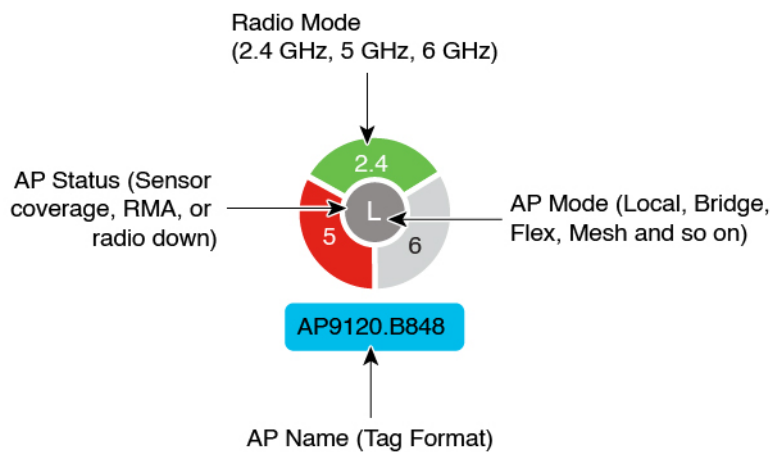 Radio Mode
(2.4 GHz, 5 GHz, 6 GHz)
2.4
AP Status (Sensor
coverage, RMA, or
radio down)
L
5
6
AP Mode (Local, Bridge,
Flex, Mesh and so on)
AP9120.B848
AP Name (Tag Format)